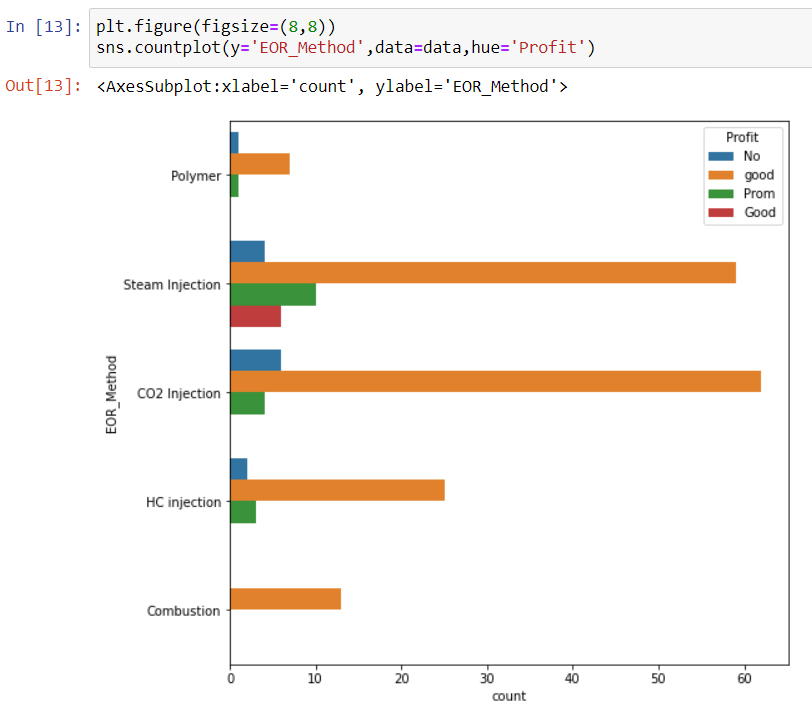 In [13]: plt.figure(figsize=(8,8))
sns.countplot(y='EOR_Method',data=data,hue='Profit')
Out[13]: <AxesSubplot:xlabel='count', ylabel='EOR_Method'>
Profit
No
good
Prom
Good
Polymer
Steam Injection
CO2 Injection
HC injection
Combustion
EOR_Method
0 10 20 30 40 50 60
count